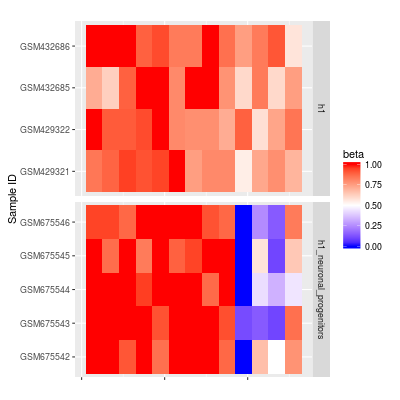 Sample ID
GSM432686
GSM432685
GSM429322
GSM429321
h1
GSM675546
GSM675545
GSM675544
GSM675543
GSM675542
h1_neuronal_progenitors
beta
1.00
0.75
0.50
0.25
0.00